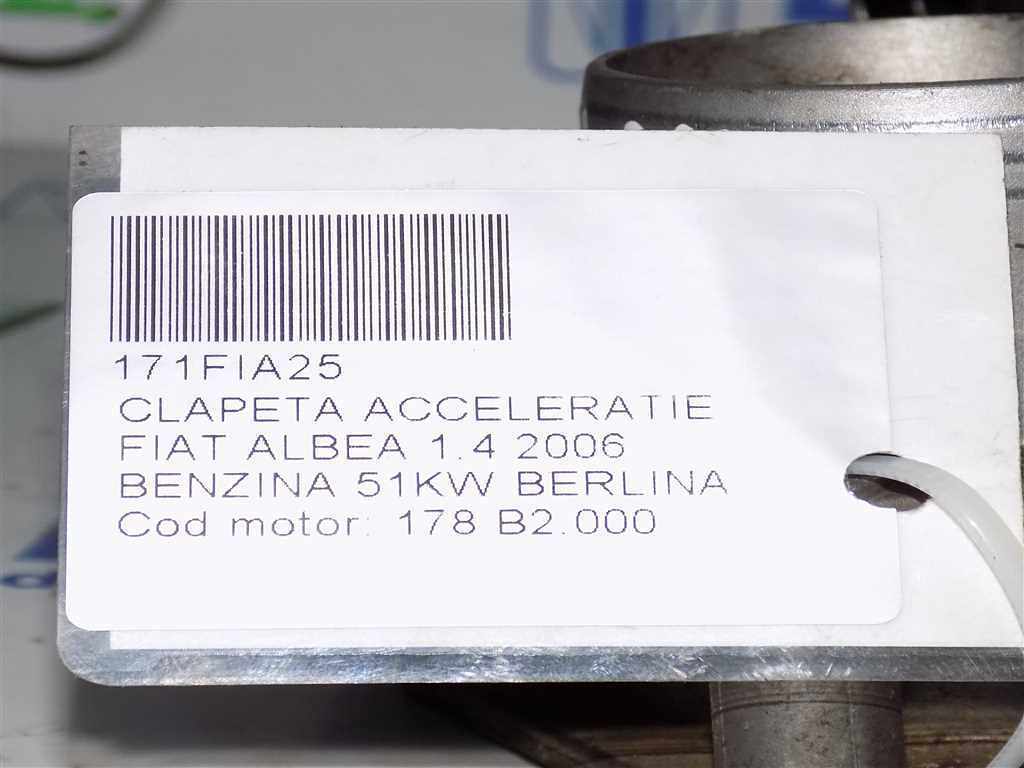 171FIA25
CLAPETA ACCELERATIE
FIAT ALBEA 1.4 2006
BENZINA 51KW BERLINA
Cod motor: 178 B2.000